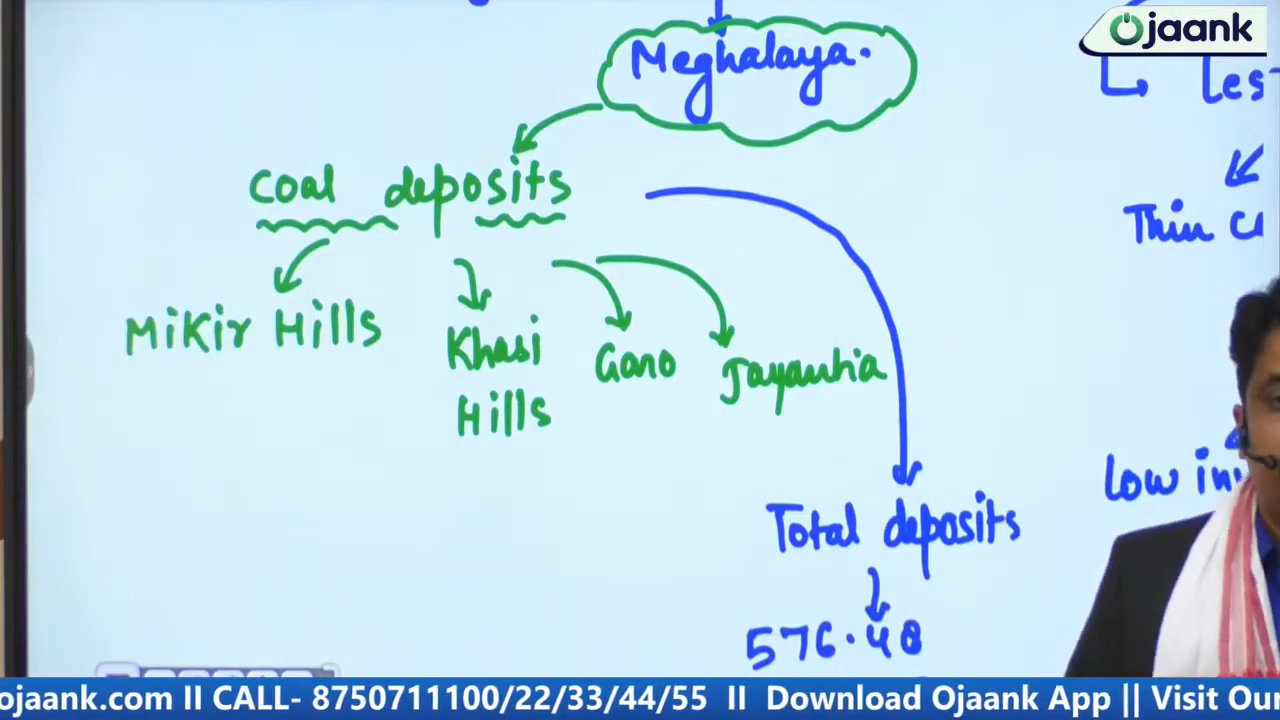 Ojaank
Meghalaya.
Coal deposits
Mikir Hills
Khasi
Hills
Garo
Jayantia
Total deposits
576.48
Thin
Low
ojaank.com II CALL- 8750711100/22/33/44/55 II Download Ojaank App || Visit Our